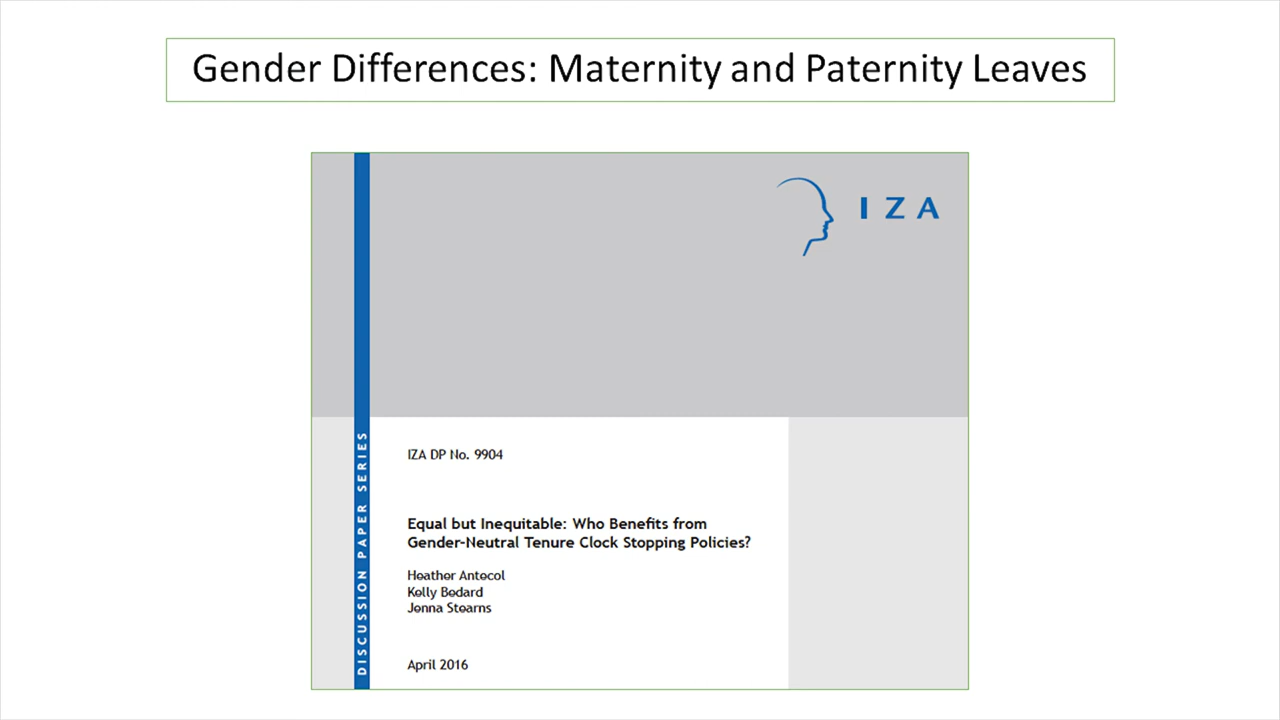 Gender Differences: Maternity and Paternity Leaves
I Z A
DISCUSSION PAPER SERIES
IZA DP No. 9904
Equal but Inequitable: Who Benefits from
Gender-Neutral Tenure Clock Stopping Policies?
Heather Antecol
Kelly Bedard
Jenna Stearns
April 2016